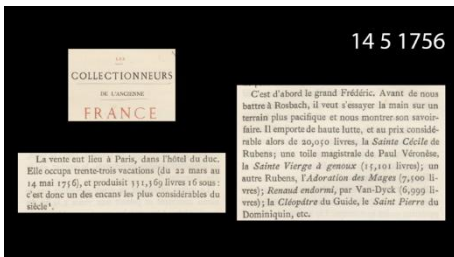 14 5 1756
LES
COLLECTIONNEURS
DE L'ANCIENNE
FRANCE
La vente eut lieu à Paris, dans l'hôtel du duc.
Elle occupa trente-trois vacations (du 22 mars au
14 mai 1756), et produisit 331,369 livres 16 sous :
c'est donc un des encans les plus considérables du
siècle
C'est d'abord le grand Frédéric. Avant de nous
battre à Rosbach, il veut s'essayer la main sur un
terrain plus pacifique et nous montrer son savoir-
faire. Il emporte de haute lutte, et au prix considé-
rable alors de 20,050 livres, la Sainte Cécile de
Rubens; une toile magistrale de Paul Véronèse,
la Sainte Vierge à genoux (15,101 livres); un
autre Rubens, l'Adoration des Mages (7,500 li-
vres); Renaud endormi, par Van-Dyck (6,999 li-
vres); la Cléopâtre du Guide, le Saint Pierre du
Dominiquin, etc.